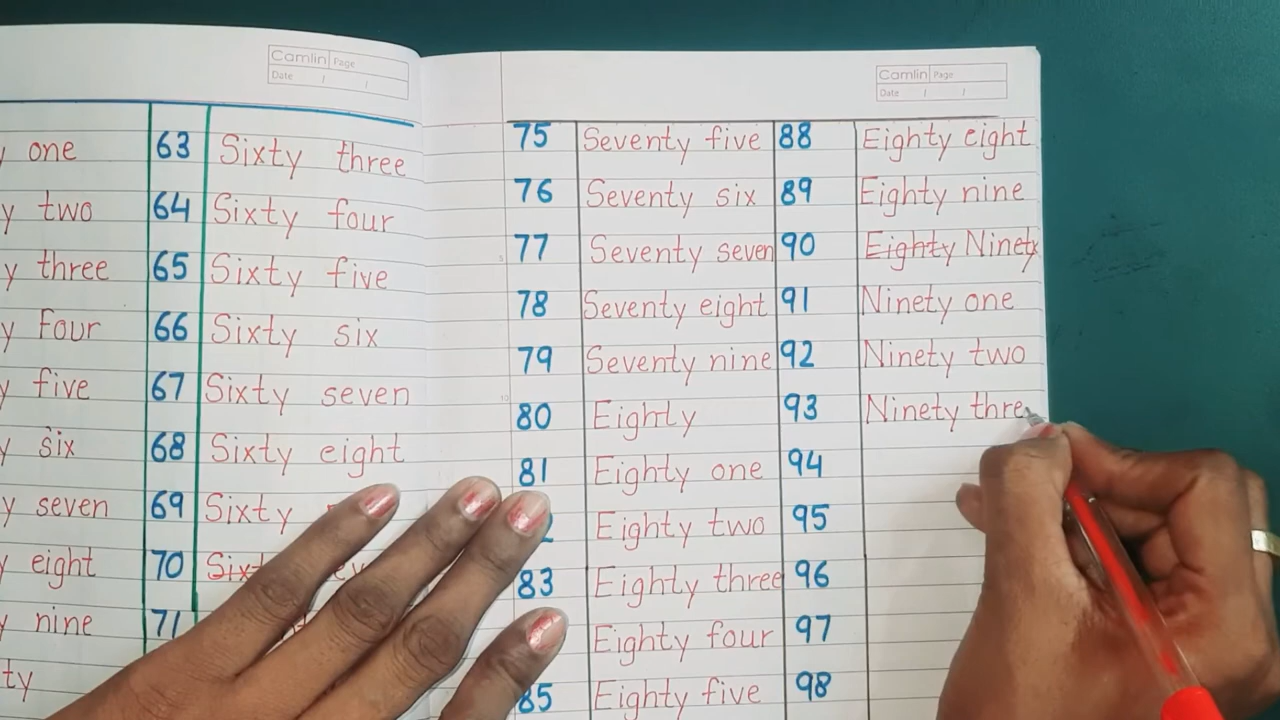 Camlin Page
Date / /
y one 63 Sixty three
y two 64 Sixty four
y three 65 Sixty five
y Four 66 Sixty six
y five 67 Sixty seven
y six 68 Sixty eight
y seven 69 Sixty
y eight 70
y nine 71
ty
Camlin Page
Date / /
75 Seventy five 88 Eighty eight
76 Seventy six 89 Eighty nine
77 Seventy seven 90 Eighty Ninety
78 Seventy eight 91 Ninety one
79 Seventy nine 92 Ninety two
80 Eighty 93 Ninety thre
81 Eighty one 94
Eighty two 95
83 Eighty three 96
Eighty four 97
85 Eighty five 98